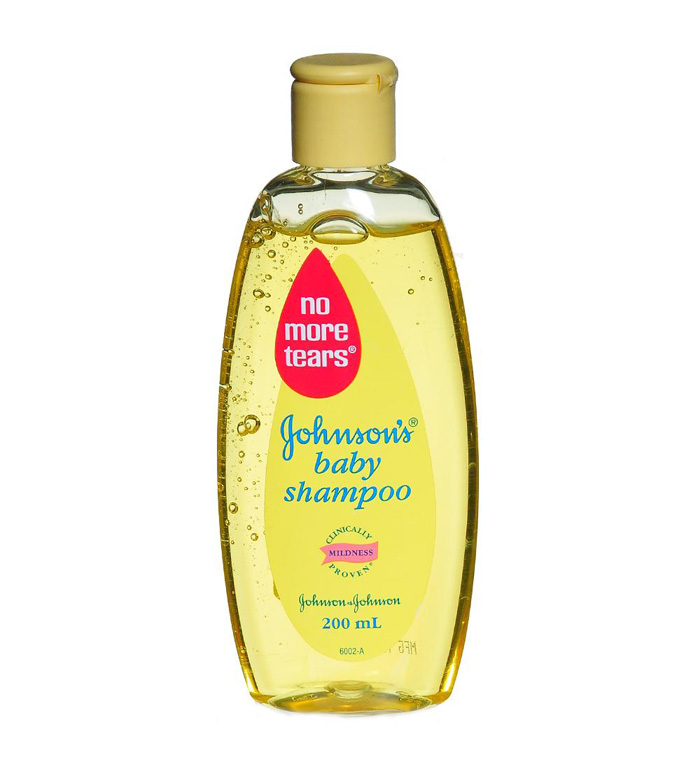 no
more
tears®
Johnson's®
baby
shampoo
CLINICALLY
MILDNESS
PROVEN®
Johnson & Johnson
200 mL
6002-A